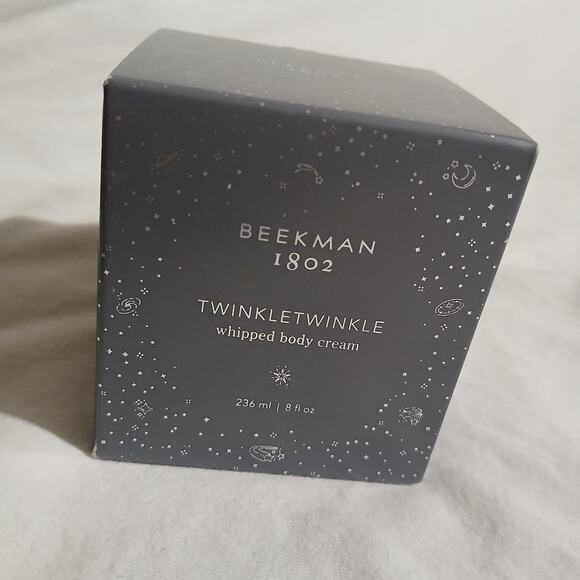 BEEKMAN
1802
TWINKLETWINKLE
whipped body cream
236 ml | 8 fl oz